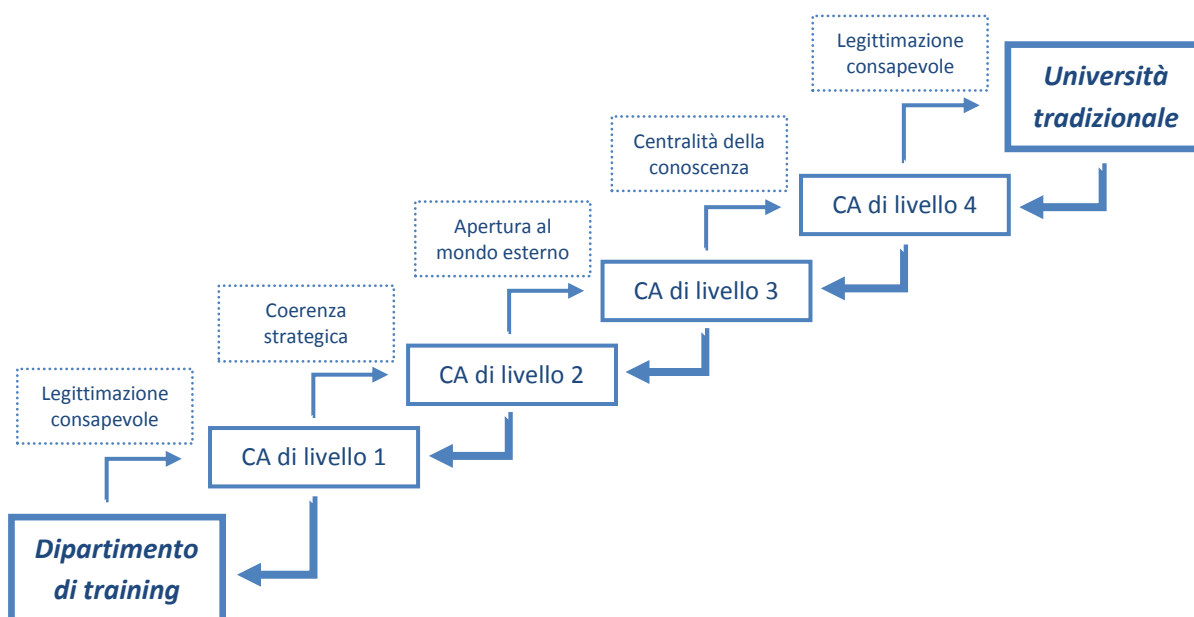 Legittimazione
consapevole
Università
tradizionale
Centralità della
conoscenza
CA di livello 4
Apertura al
mondo esterno
CA di livello 3
Coerenza
strategica
CA di livello 2
Legittimazione
consapevole
CA di livello 1
Dipartimento
di training